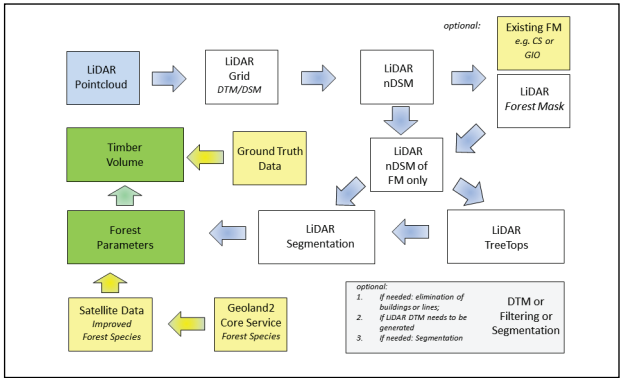 optional:
Existing FM
e.g. CS or
GIO
LiDAR
Pointcloud
LiDAR
Grid
DTM/DSM
LiDAR
nDSM
LiDAR
Forest Mask
Timber
Volume
Ground Truth
Data
LiDAR
nDSM of
FM only
Forest
Parameters
LiDAR
Segmentation
LiDAR
TreeTops
Satellite Data
Improved
Forest Species
Geoland2
Core Service
Forest Species
optional:
1. If needed: elimination of
buildings or lines;
2. If LiDAR DTM needs to be
generated
3. If needed: Segmentation
DTM or
Filtering or
Segmentation